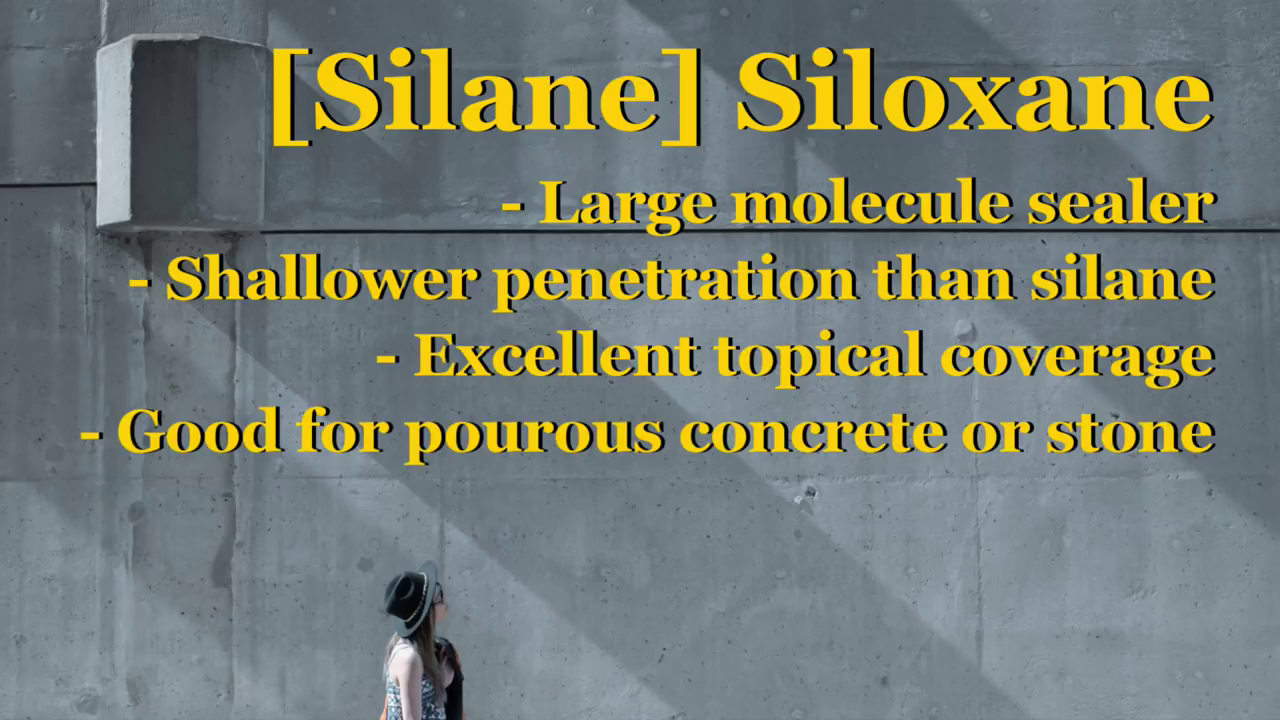 [Silane] Siloxane
- Large molecule sealer
- Shallower penetration than silane
- Excellent topical coverage
- Good for pourous concrete or stone